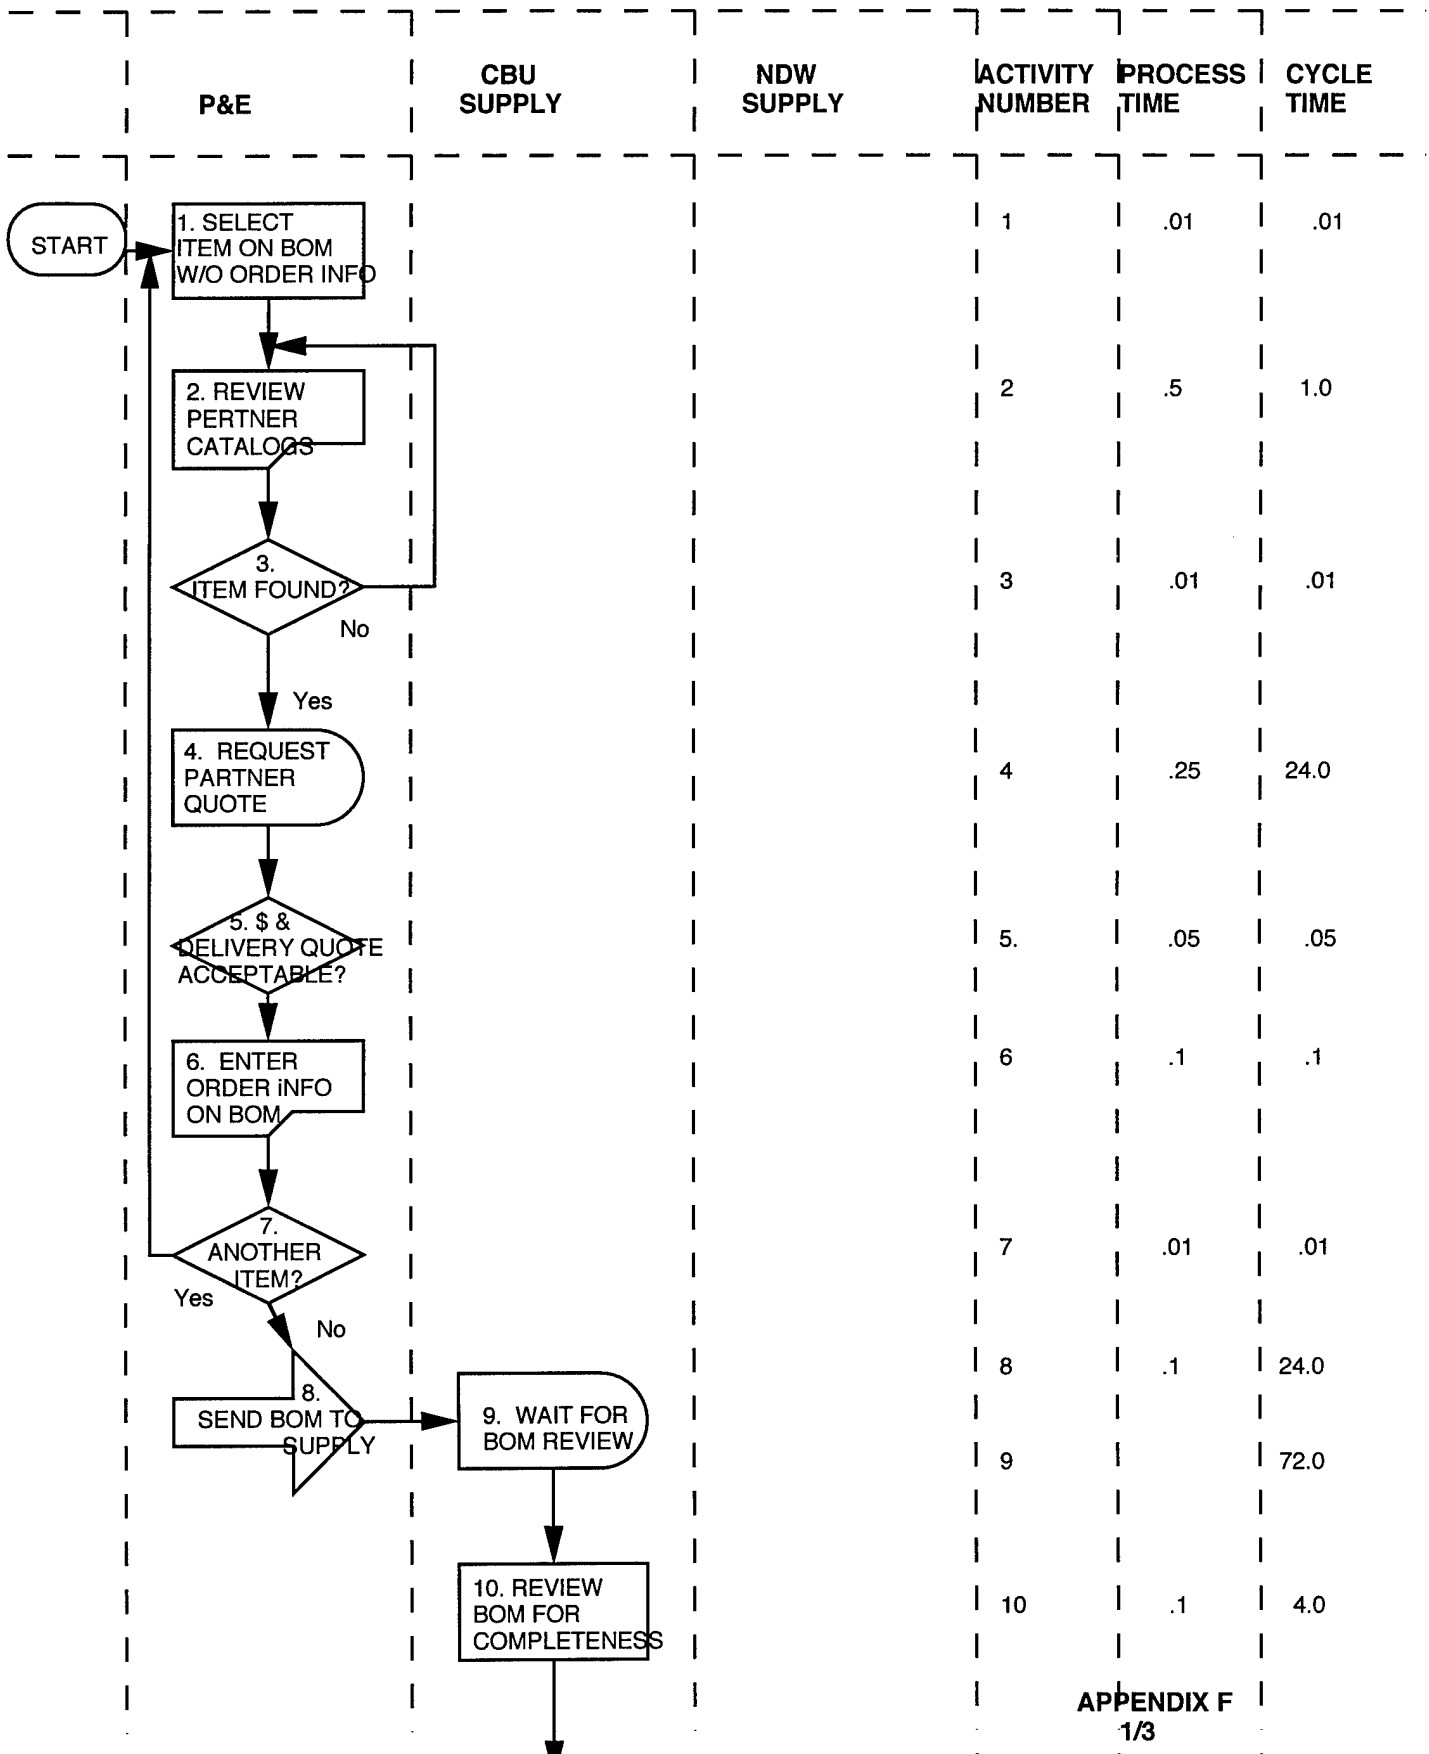 P&E
CBU
SUPPLY
NDW
SUPPLY
ACTIVITY
NUMBER
PROCESS
TIME
CYCLE
TIME
START
1. SELECT
ITEM ON BOM
W/O ORDER INFO
1 .01 .01
2. REVIEW
PERTNER
CATALOGS
2 .5 1.0
3.
ITEM FOUND?
No
3 .01 .01
Yes
4. REQUEST
PARTNER
QUOTE
4 .25 24.0
5. $ &
DELIVERY QUOTE
ACCEPTABLE?
5. .05 .05
6. ENTER
ORDER iNFO
ON BOM
6 .1 .1
7.
ANOTHER
ITEM?
Yes
No
7 .01 .01
8.
SEND BOM TO
SUPPLY
8 .1 24.0
9. WAIT FOR
BOM REVIEW
9 72.0
10. REVIEW
BOM FOR
COMPLETENESS
10 .1 4.0
APPENDIX F
1/3